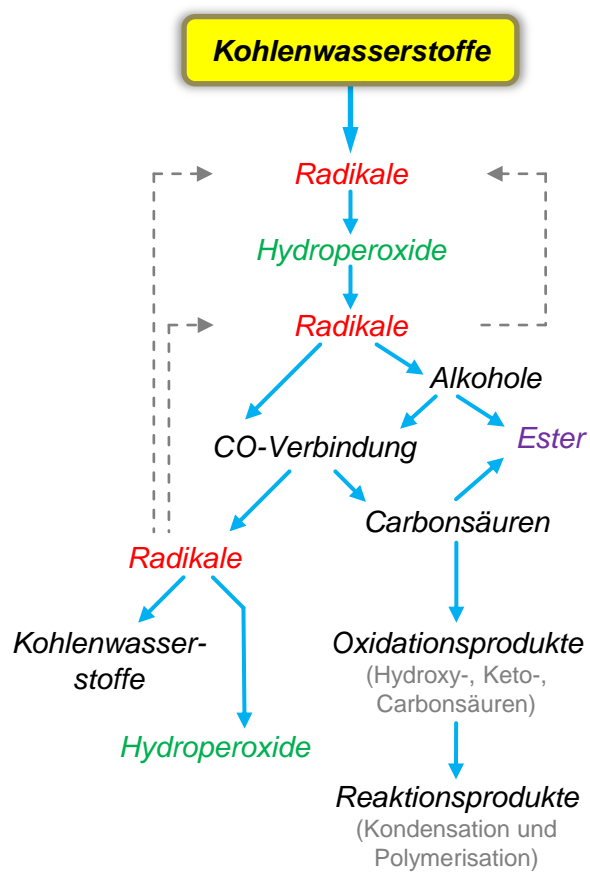 Kohlenwasserstoffe
Radikale
Hydroperoxide
Radikale
Alkohole
Ester
CO-Verbindung
Carbonsäuren
Radikale
Kohlenwasser-
stoffe
Oxidationsprodukte
(Hydroxy-, Keto-,
Carbonsäuren)
Hydroperoxide
Reaktionsprodukte
(Kondensation und
Polymerisation)